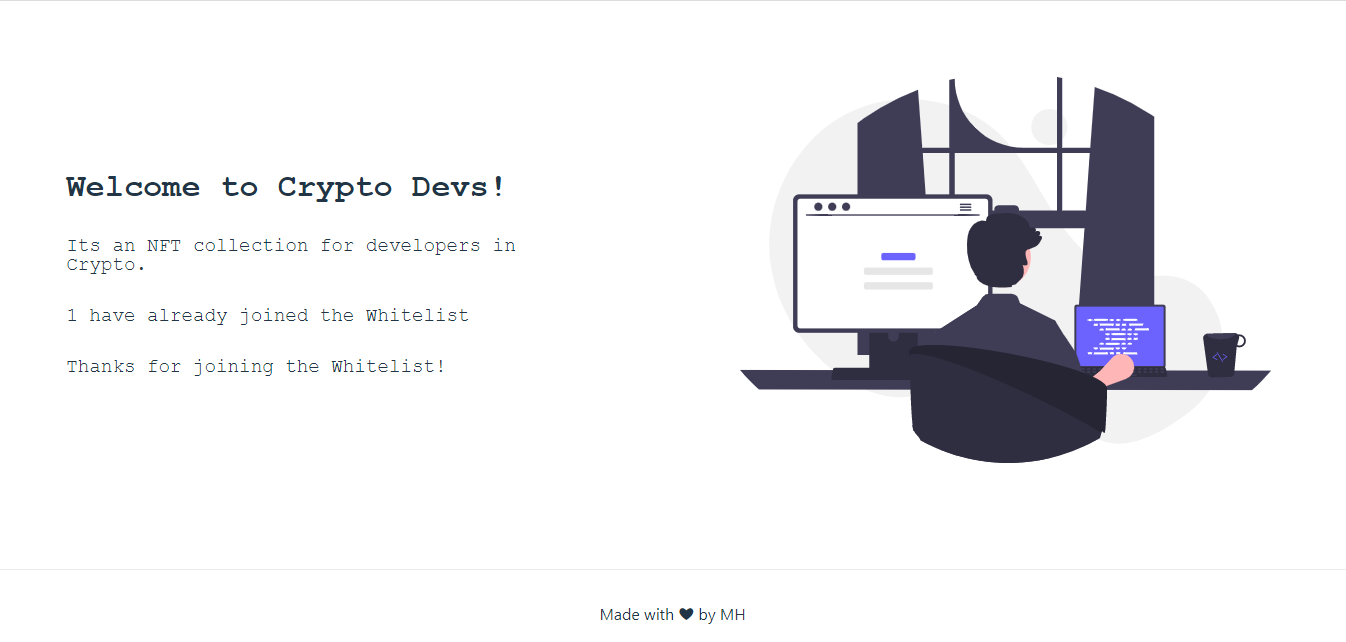 Welcome to Crypto Devs!
Its an NFT collection for developers in
Crypto.
1 have already joined the Whitelist
Thanks for joining the Whitelist!
</>
Made with ♥ by MH